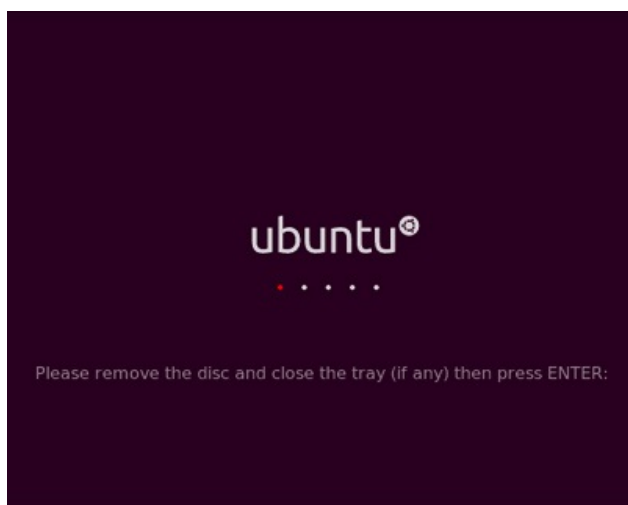 ubuntu
Please remove the disc and close the tray (if any) then press ENTER: